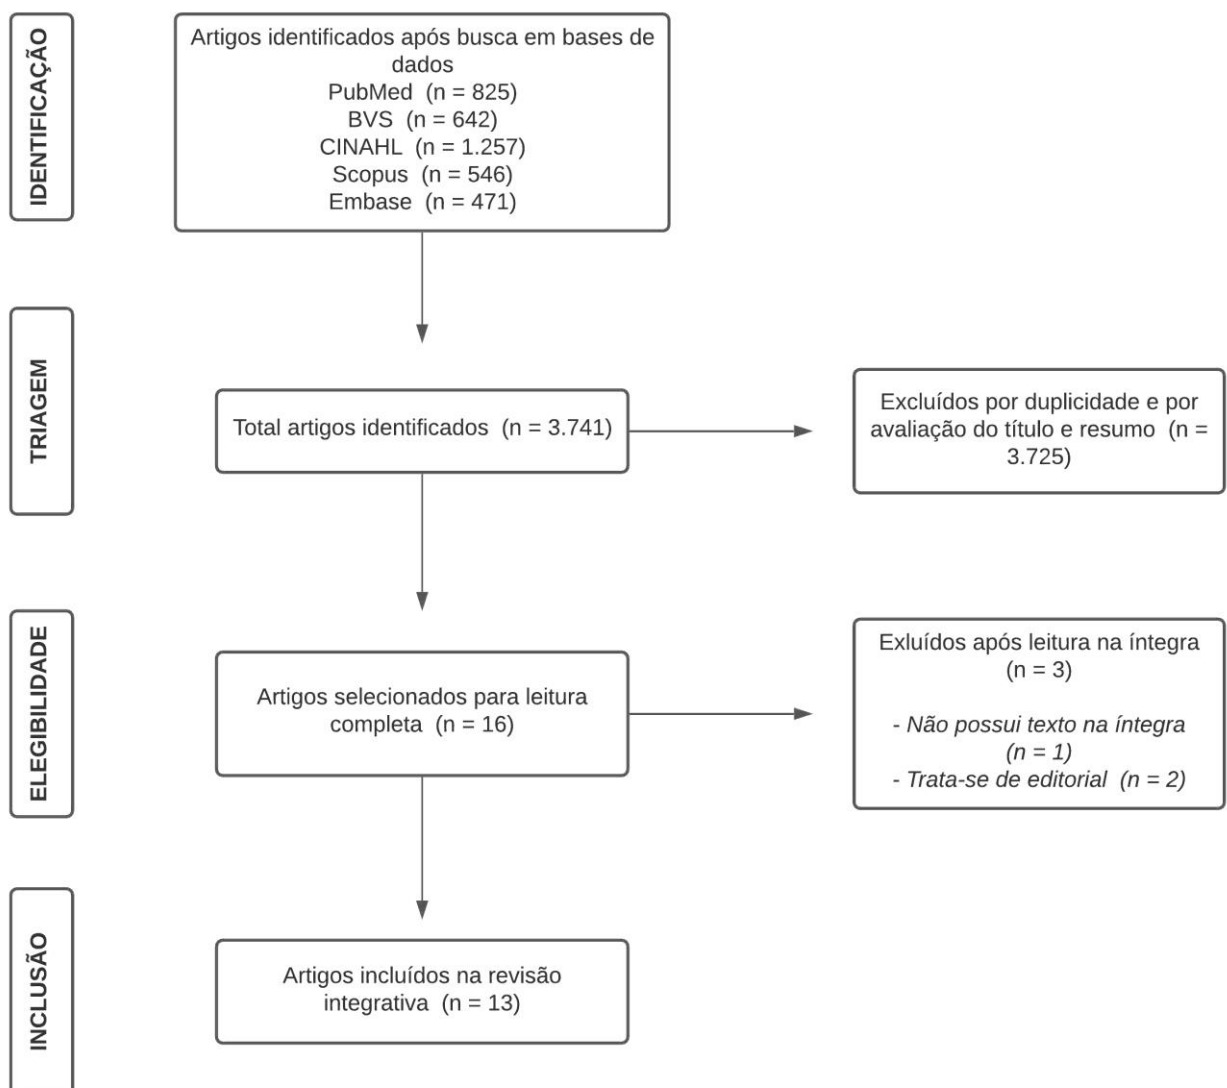 IDENTIFICAÇÃO
Artigos identificados após busca em bases de
dados
PubMed (n = 825)
BVS (n = 642)
CINAHL (n = 1.257)
Scopus (n = 546)
Embase (n = 471)
TRIAGEM
Total artigos identificados (n = 3.741)
Excluídos por duplicidade e por
avaliação do título e resumo (n =
3.725)
ELEGIBILIDADE
Artigos selecionados para leitura
completa (n = 16)
Exluídos após leitura na íntegra
(n = 3)
- Não possui texto na íntegra
(n = 1)
- Trata-se de editorial (n = 2)
INCLUSÃO
Artigos incluídos na revisão
integrativa (n = 13)